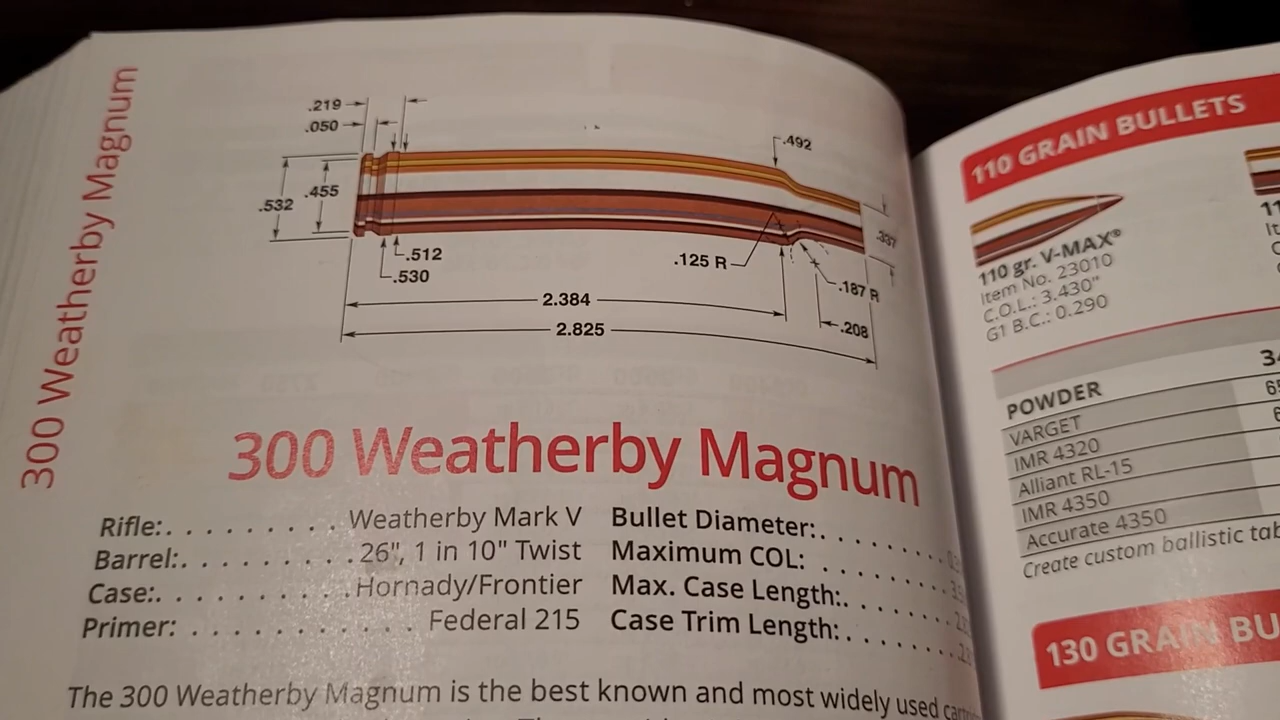 300 Weatherby Magnum
.219
.050
.492
.532
.455
.337
.512
.530
.125 R
.187 R
2.384
.208
2.825
300 Weatherby Magnum
Rifle:. . . . . . . . . Weatherby Mark V
Barrel:. . . . . . . . . 26", 1 in 10" Twist
Case:. . . . . . . . . .Hornady/Frontier
Primer: . . . . . . . . . . . . Federal 215
Bullet Diameter:. . . . . . . . .
Maximum COL: . . . . . . . . .
Max. Case Length:. . . . . . . .
Case Trim Length:. . . . . . . .
The 300 Weatherby Magnum is the best known and most widely used
110 GRAIN BULLETS
110 gr. V-MAX®
Item No. 23010
C.O.L.: 3.430"
G1 B.C.: 0.290
POWDER
VARGET
IMR 4320
Alliant RL-15
IMR 4350
Accurate 4350
Create custom ballistic
130 GRAIN